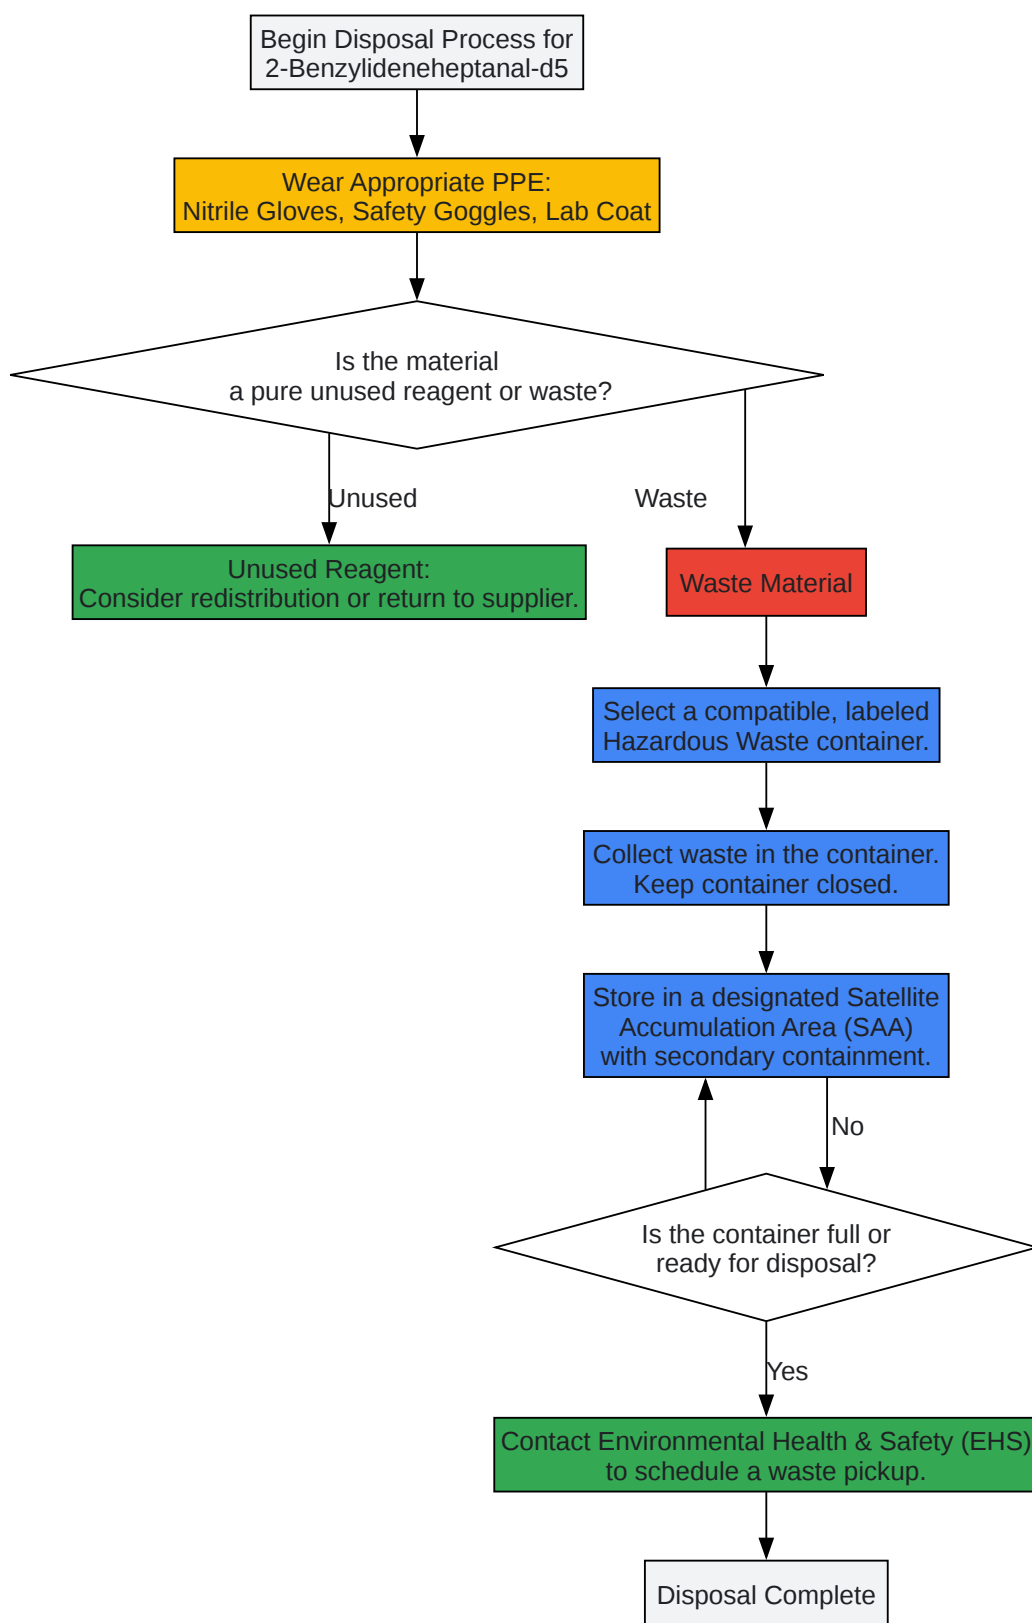 Begin Disposal Process for
2-Benzylideneheptanal-d5
Wear Appropriate PPE:
Nitrile Gloves, Safety Goggles, Lab Coat
Is the material
a pure unused reagent or waste?
Unused
Waste
Unused Reagent:
Consider redistribution or return to supplier.
Waste Material
Select a compatible, labeled
Hazardous Waste container.
Collect waste in the container.
Keep container closed.
Store in a designated Satellite
Accumulation Area (SAA)
with secondary containment.
No
Is the container full or
ready for disposal?
Yes
Contact Environmental Health & Safety (EHS)
to schedule a waste pickup.
Disposal Complete